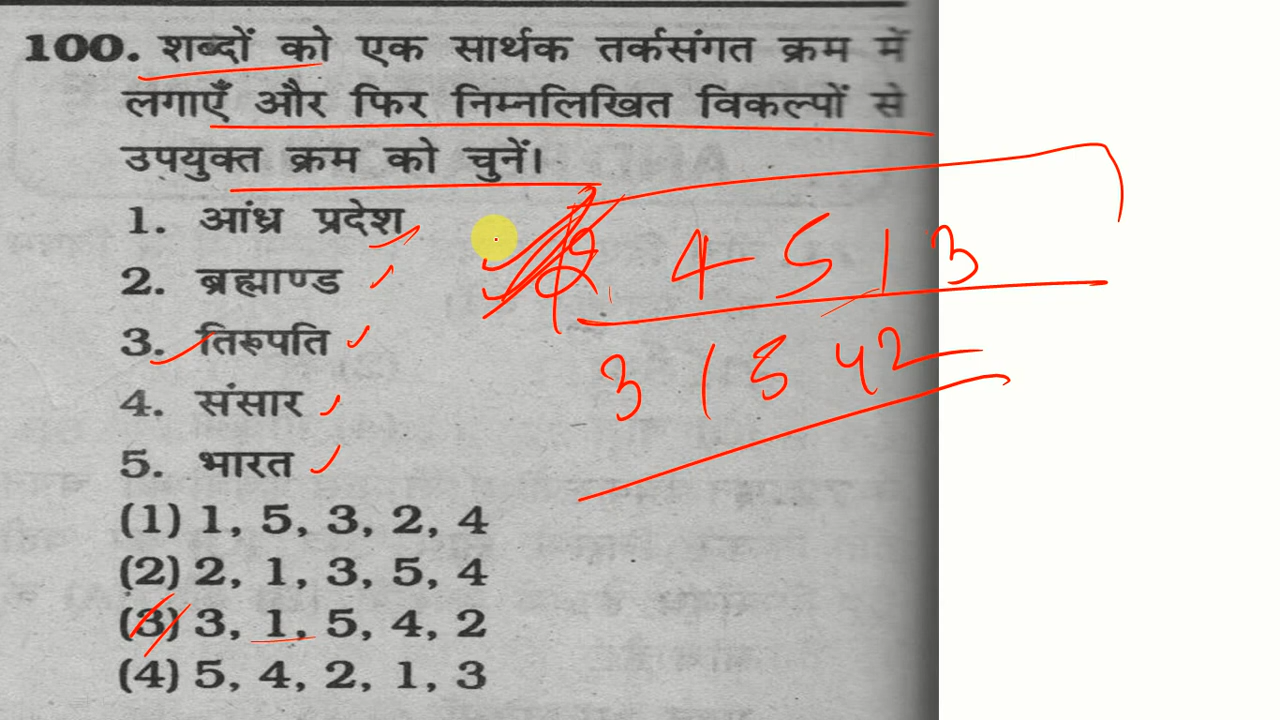 100. शब्दों को एक सार्थक तर्कसंगत क्रम में
लगाएँ और फिर निम्नलिखित विकल्पों से
उपयुक्त क्रम को चुनें।
1. आंध्र प्रदेश
2. ब्रह्माण्ड
3. तिरुपति
4. संसार
5. भारत
4 5 1 3
3 1 5 4 2
(1) 1, 5, 3, 2, 4
(2) 2, 1, 3, 5, 4
(3) 3, 1, 5, 4, 2
(4) 5, 4, 2, 1, 3